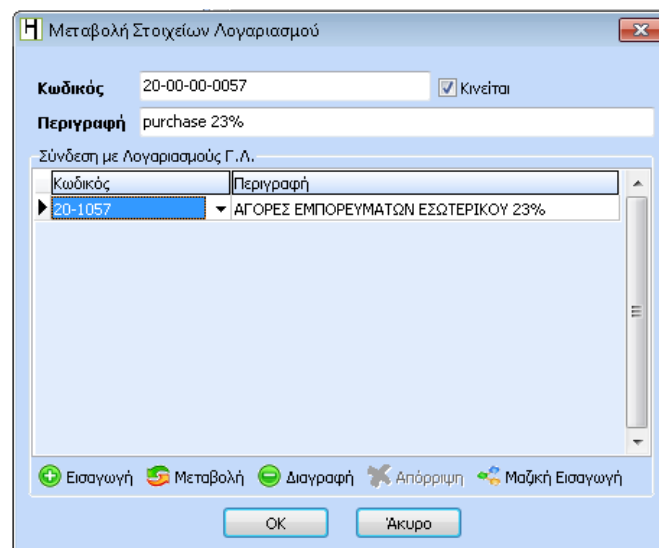 Μεταβολή Στοιχείων Λογαριασμού
Κωδικός 20-00-00-0057 Κινείται
Περιγραφή purchase 23%
Σύνδεση με Λογαριασμούς Γ.Λ.
Κωδικός Περιγραφή
20-1057 ΑΓΟΡΕΣ ΕΜΠΟΡΕΥΜΑΤΩΝ ΕΣΩΤΕΡΙΚΟΥ 23%
Εισαγωγή Μεταβολή Διαγραφή Απόρριψη Μαζική Εισαγωγή
OK Άκυρο